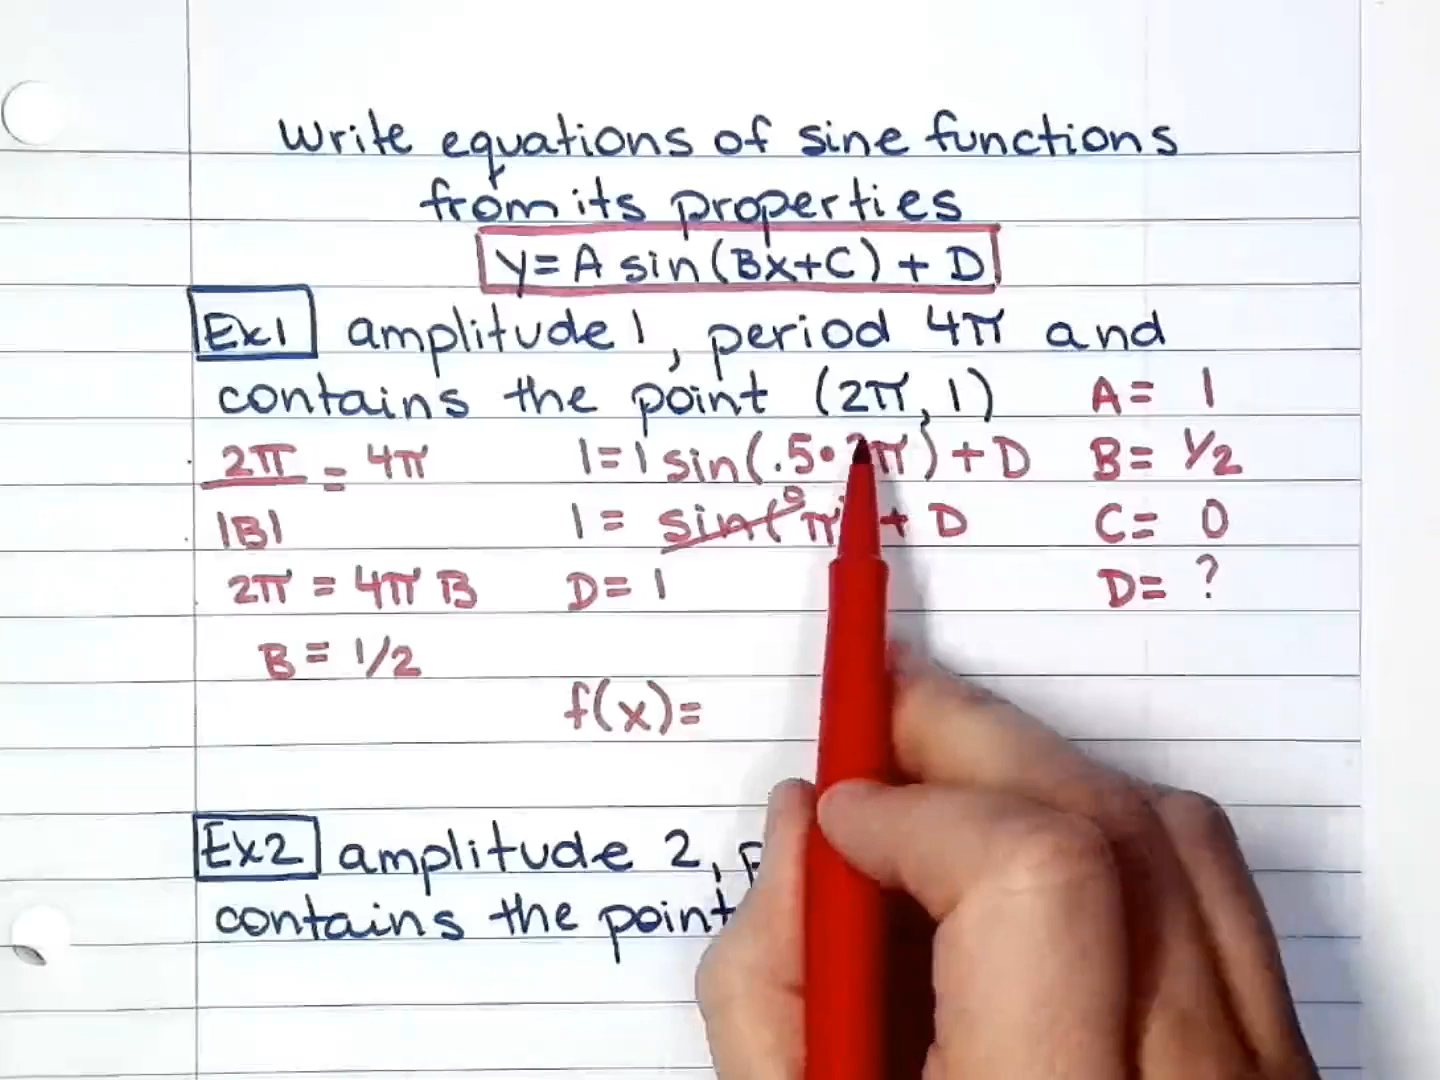 Write equations of sine functions
from its properties
y = A sin(Bx+C) + D
Ex1 amplitude 1, period 4π and
contains the point (2π, 1)
A = 1
2π/|B| = 4π
1=1 sin(.5•2π) + D
B = 1/2
1 = sin(π + D
0
C = 0
2π = 4π B
D = 1
D = ?
B = 1/2
f(x)=
Ex2 amplitude 2,
contains the point